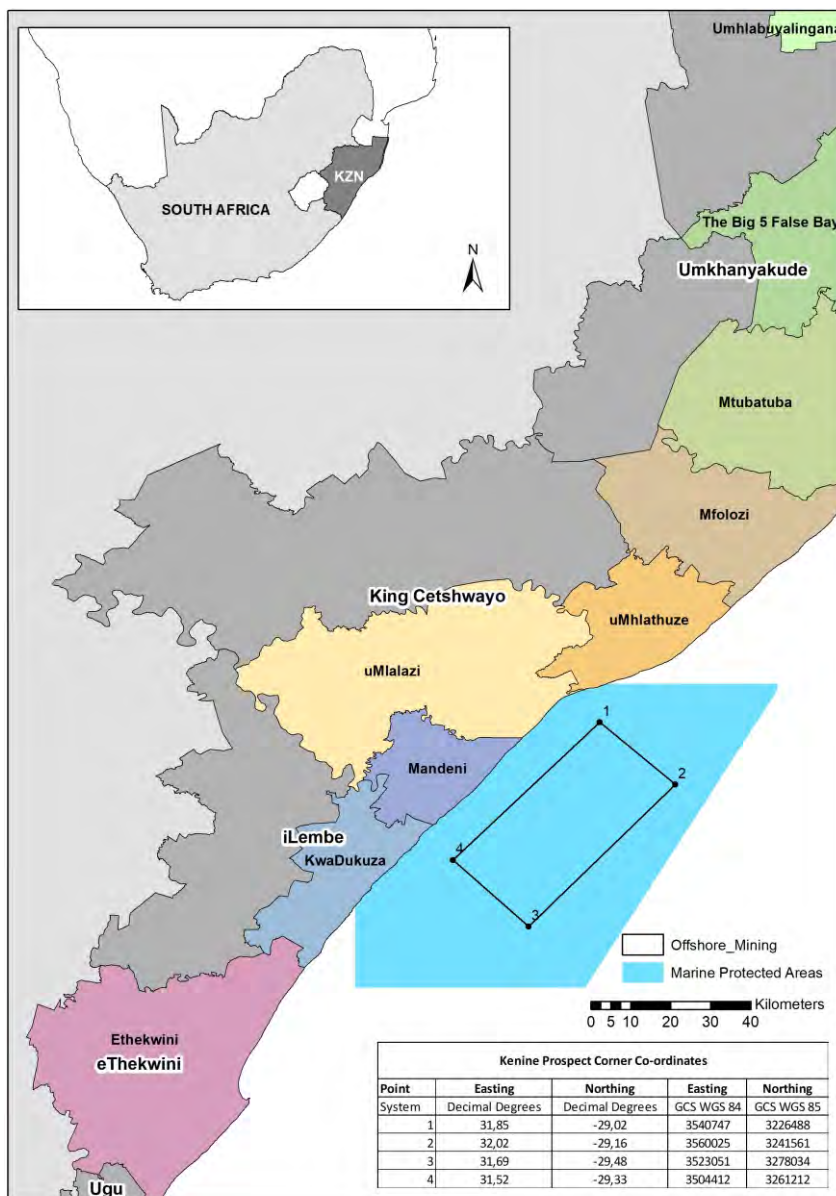 SOUTH AFRICA
KZN
N
Umhlabuyalingana
The Big 5 False Bay
Umkhanyakude
Mtubatuba
Mfolozi
King Cetshwayo
uMhlathuze
uMlalazi
Mandeni
iLembe
KwaDukuza
1
2
4
3
Offshore_Mining
Marine Protected Areas
Kilometers
0 5 10 20 30 40
Ethekwini
eThekwini
Ugu
Kenine Prospect Corner Co-ordinates
Point Easting Northing Easting Northing
System Decimal Degrees Decimal Degrees GCS WGS 84 GCS WGS 85
1 31,85 -29,02 3540747 3226488
2 32,02 -29,16 3560025 3241561
3 31,69 -29,48 3523051 3278034
4 31,52 -29,33 3504412 3261212